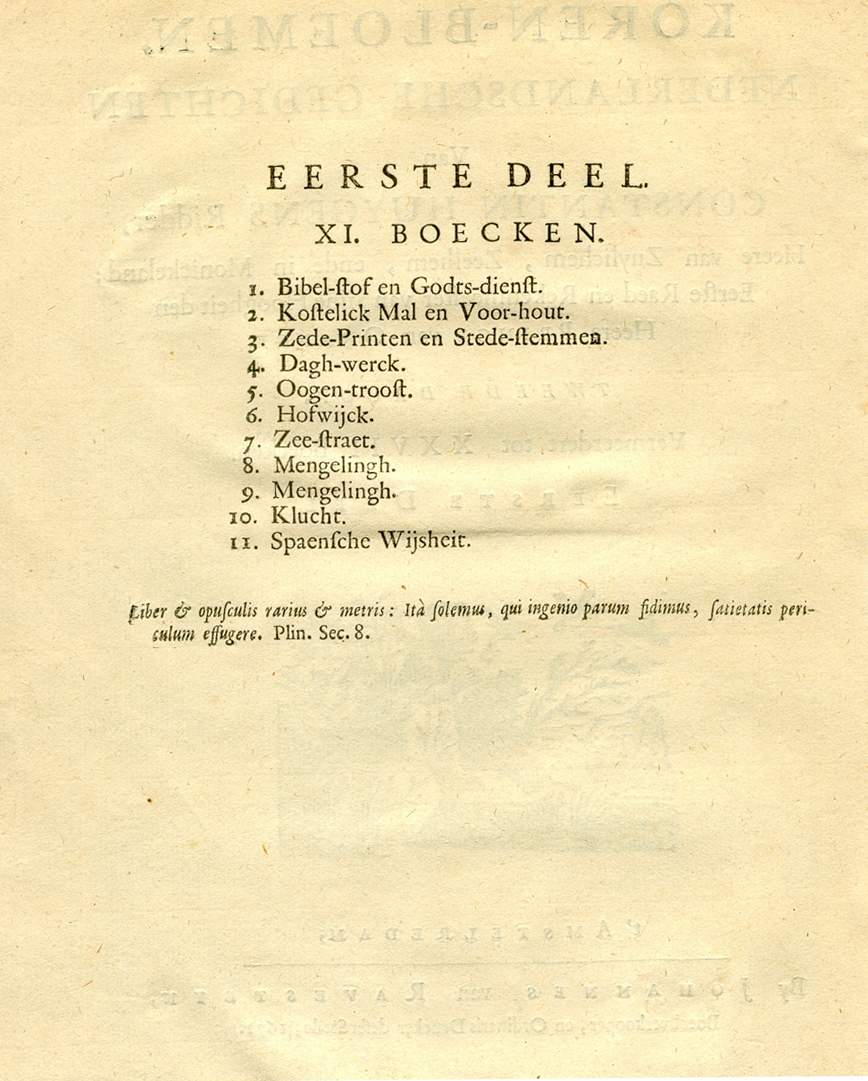 EERSTE DEEL.
XI. BOECKEN.
1. Bibel-ſtof en Godts-dienſt.
2. Koſtelick Mal en Voor-hout.
3. Zede-Printen en Stede-ſtemmen.
4. Dagh-werck.
5. Oogen-trooſt.
6. Hofwijck.
7. Zee-ſtraet.
8. Mengelingh.
9. Mengelingh.
10. Klucht.
11. Spaenſche Wijsheit.
Liber & opuſculis rarius & metris: Ità ſolemus, qui ingenio parum fidimus, ſatietatis peri-
culum effugere. Plin. Sec. 8.